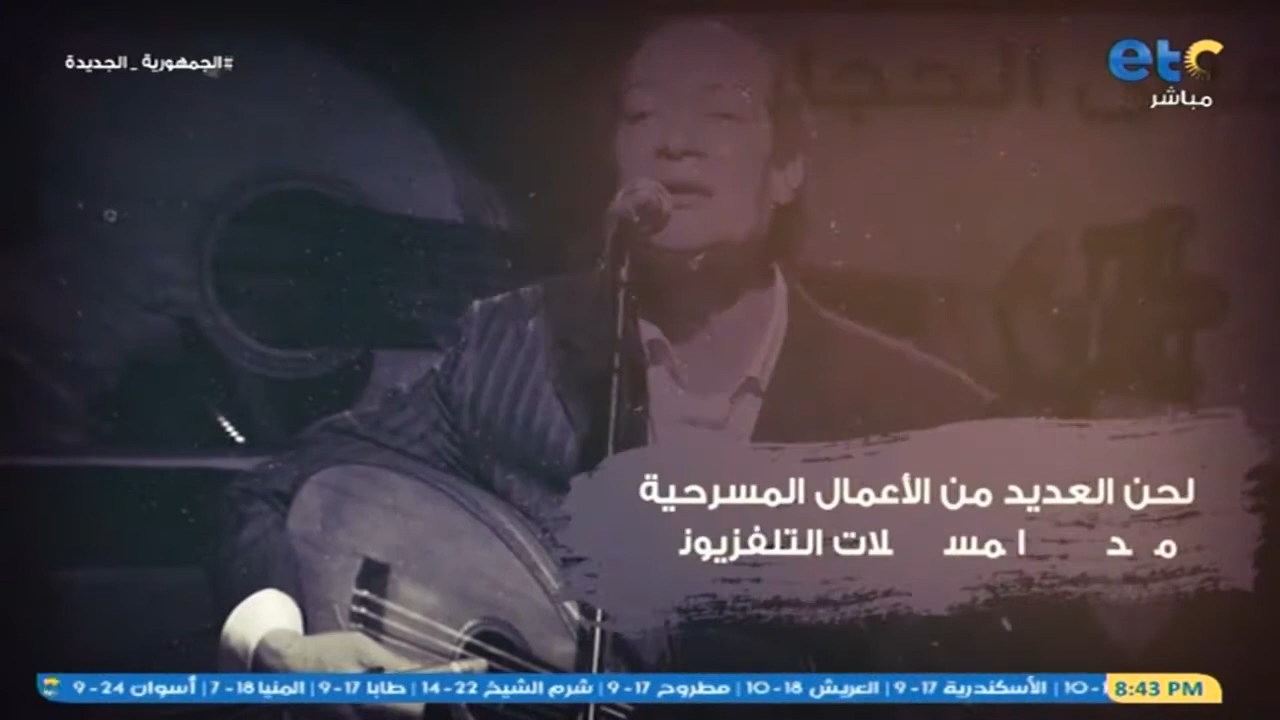 #الجمهورية_الجديدة
etc
مباشر
لحن العديد من الأعمال المسرحية
لات التلفزيون
10-1 | الأسكندرية 17-9 | العريش 18-10 | مطروح 17-9 | شرم الشيخ 22-14 | طابا 17-9 | المنيا 18-7 | أسوان 24-9
8:43 PM